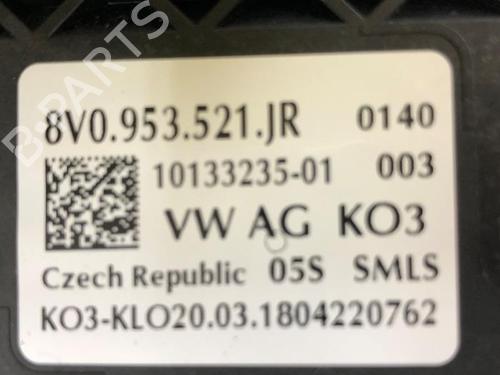 B-PARTS
8V0.953.521.JR 0140
10133235-01 003
VW AG KO3
Czech Republic 05S SMLS
KO3-KLO20.03.1804220762